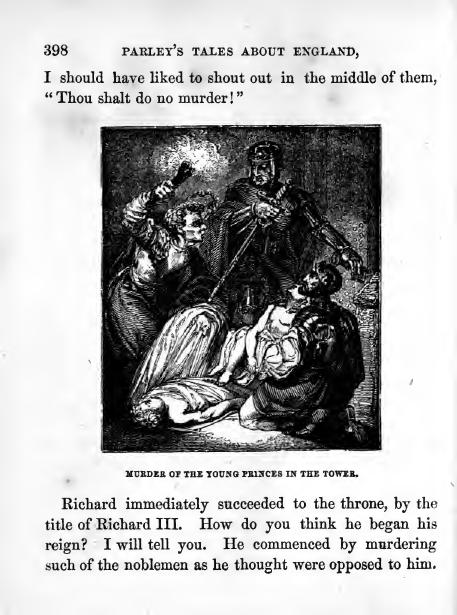 398 PARLEY'S TALES ABOUT ENGLAND,
I should have liked to shout out in the middle of them,
“Thou shalt do no murder!”
MURDER OF THE YOUNG PRINCES IN THE TOWER.
Richard immediately succeeded to the throne, by the
title of Richard III. How do you think he began his
reign? I will tell you. He commenced by murdering
such of the noblemen as he thought were opposed to him.